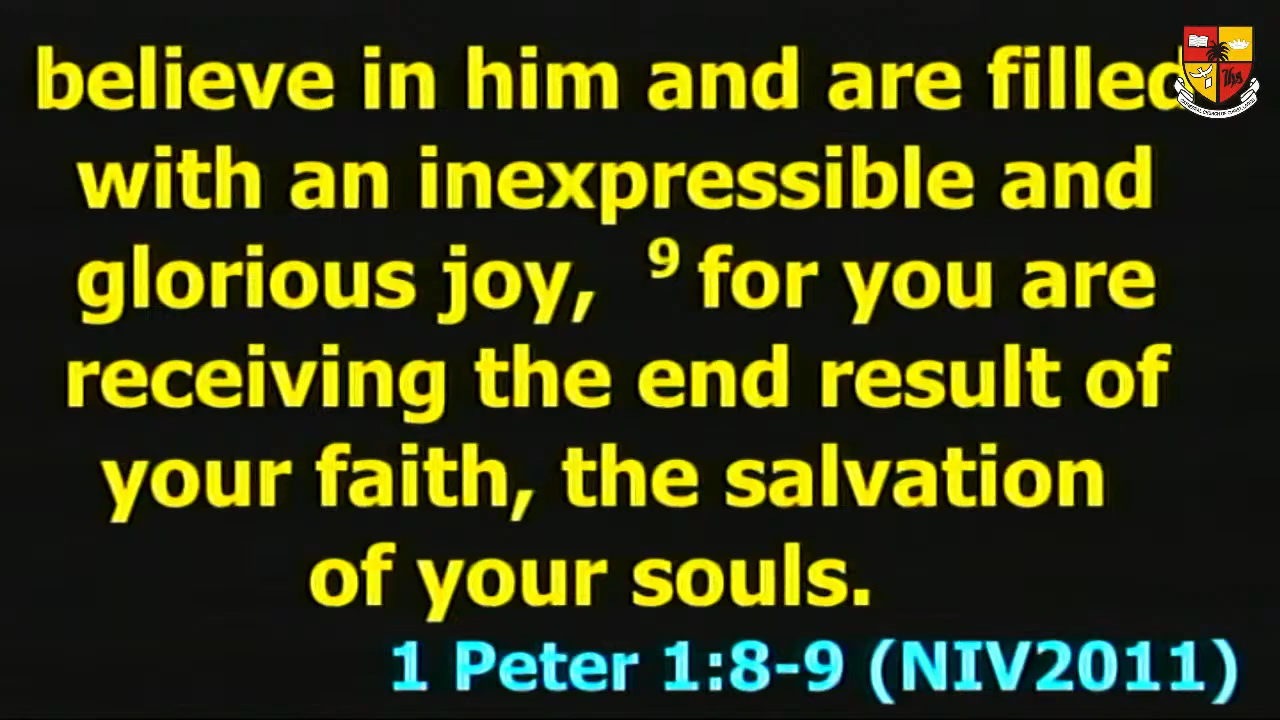 believe in him and are filled
with an inexpressible and
glorious joy, 9 for you are
receiving the end result of
your faith, the salvation
of your souls.
1 Peter 1:8-9 (NIV2011)